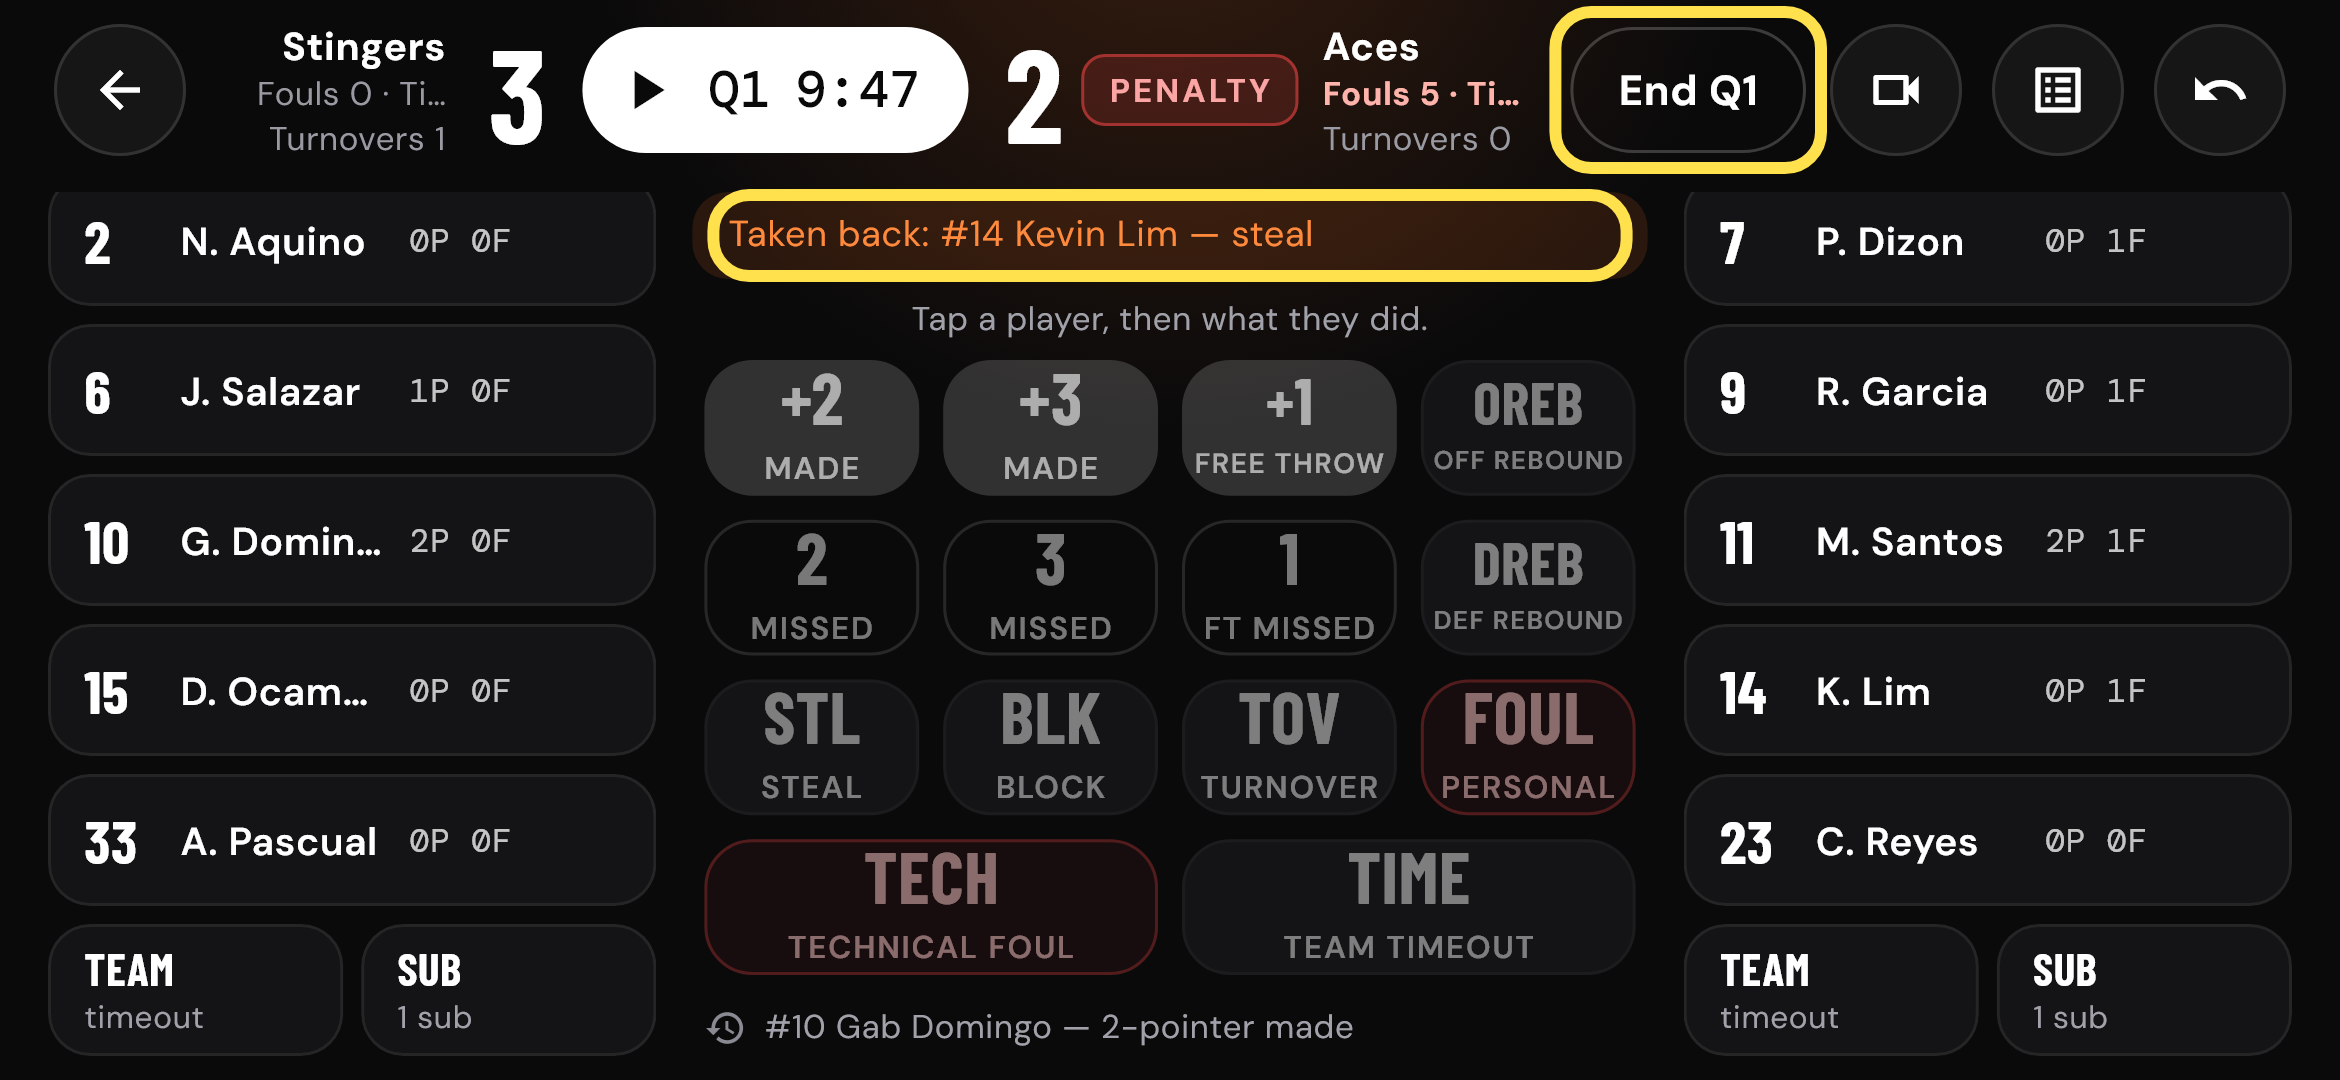 Stingers
Fouls 0 · Ti...
Turnovers 1
3
Q1 9:47
2
PENALTY
Aces
Fouls 5 · Ti...
Turnovers 0
End Q1
2 N. Aquino 0P 0F
6 J. Salazar 1P 0F
10 G. Domin... 2P 0F
15 D. Ocam... 0P 0F
33 A. Pascual 0P 0F
TEAM
timeout
SUB
1 sub
Taken back: #14 Kevin Lim — steal
Tap a player, then what they did.
+2
MADE
+3
MADE
+1
FREE THROW
OREB
OFF REBOUND
2
MISSED
3
MISSED
1
FT MISSED
DREB
DEF REBOUND
STL
STEAL
BLK
BLOCK
TOV
TURNOVER
FOUL
PERSONAL
TECH
TECHNICAL FOUL
TIME
TEAM TIMEOUT
#10 Gab Domingo — 2-pointer made
7 P. Dizon 0P 1F
9 R. Garcia 0P 1F
11 M. Santos 2P 1F
14 K. Lim 0P 1F
23 C. Reyes 0P 0F
TEAM
timeout
SUB
1 sub